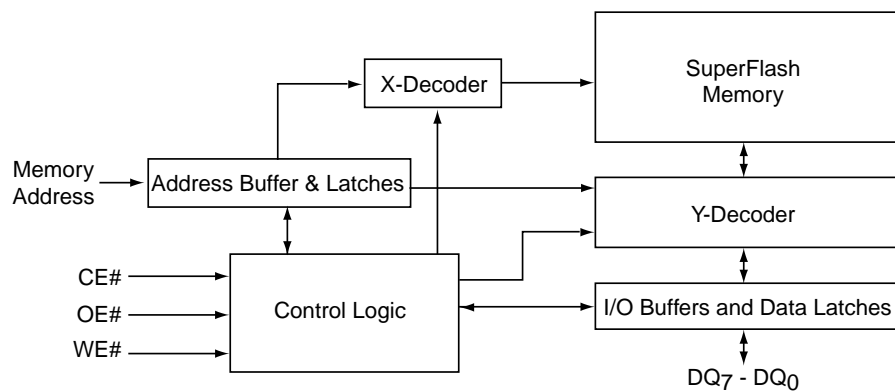 SuperFlash
Memory
X-Decoder
Memory
Address
Address Buffer & Latches
Y-Decoder
CE#
OE#
WE#
Control Logic
I/O Buffers and Data Latches
DQ7 - DQ0